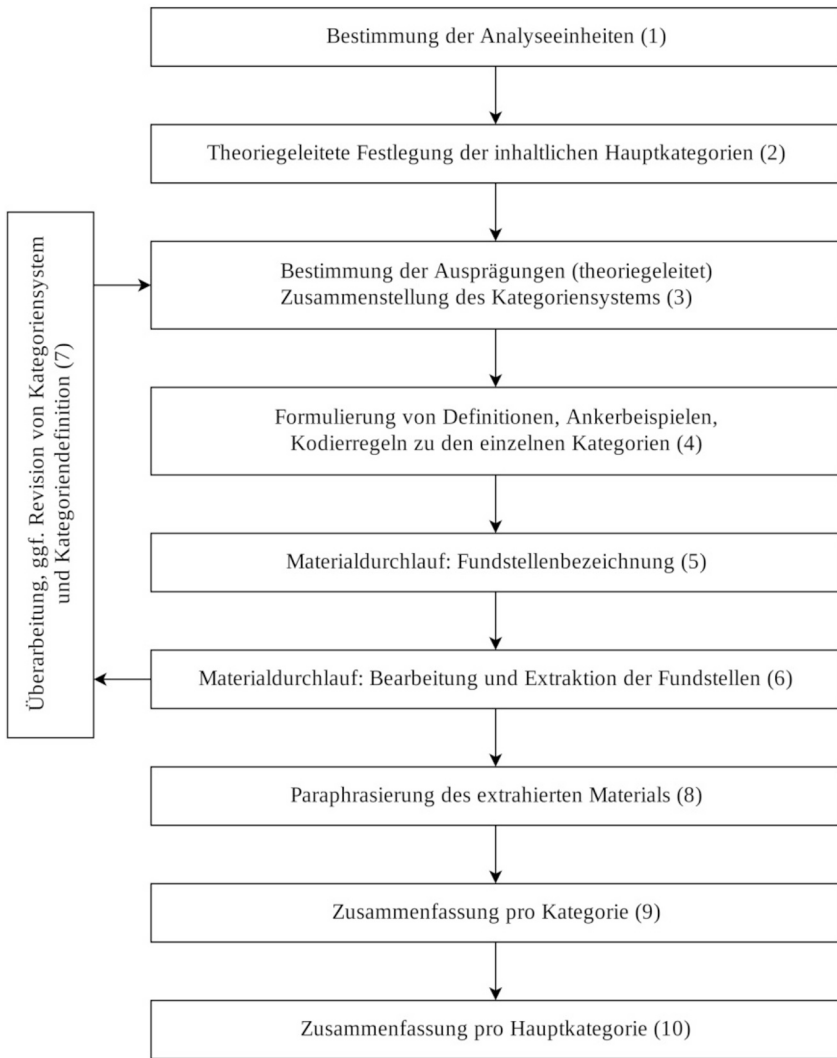 Bestimmung der Analyseeinheiten (1)
Theoriegeleitete Festlegung der inhaltlichen Hauptkategorien (2)
Bestimmung der Ausprägungen (theoriegeleitet)
Zusammenstellung des Kategoriensystems (3)
Formulierung von Definitionen, Ankerbeispielen,
Kodierregeln zu den einzelnen Kategorien (4)
Materialdurchlauf: Fundstellenbezeichnung (5)
Materialdurchlauf: Bearbeitung und Extraktion der Fundstellen (6)
Überarbeitung, ggf. Revision von Kategoriensystem
und Kategoriendefinition (7)
Paraphrasierung des extrahierten Materials (8)
Zusammenfassung pro Kategorie (9)
Zusammenfassung pro Hauptkategorie (10)